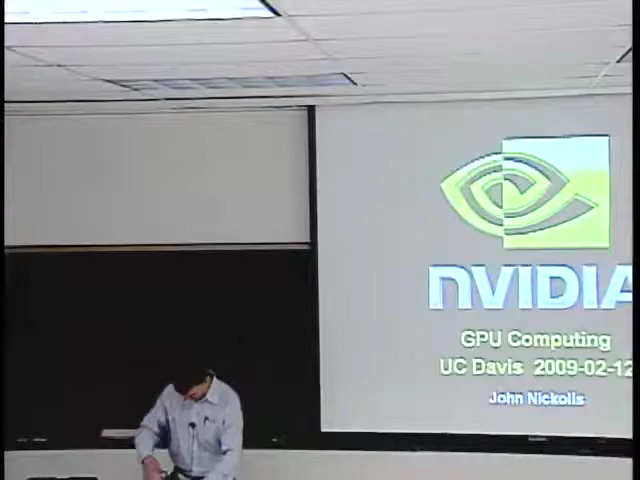 NVIDIA
GPU Computing
UC Davis 2009-02-12
John Nickolls